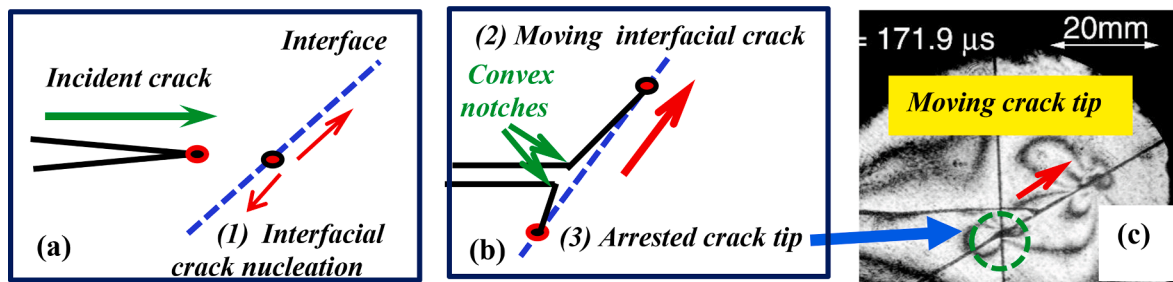 Interface
Incident crack
(1) Interfacial
crack nucleation
(a)
(2) Moving interfacial crack
Convex
notches
(3) Arrested crack tip
(b)
= 171.9 μs
20mm
Moving crack tip
(c)